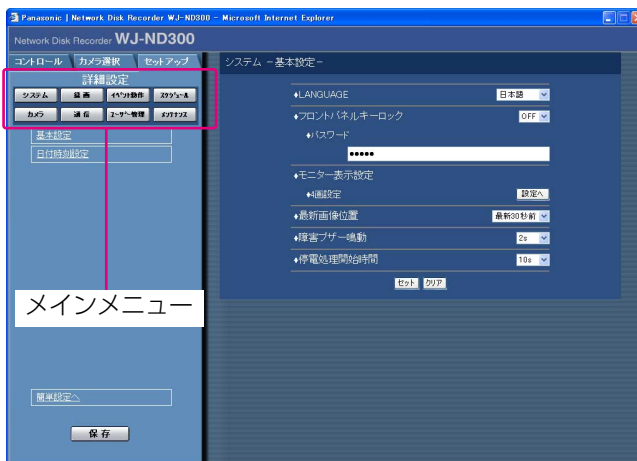 Panasonic | Network Disk Recorder WJ-ND300 - Microsoft Internet Explorer
Network Disk Recorder WJ-ND300
コントロール カメラ選択 セットアップ
詳細設定
システム 録画 イベント動作 スケジュール
カメラ 通信 ユーザー管理 メンテナンス
基本設定
日付時刻設定
メインメニュー
簡単設定へ
保存
システム －基本設定－
♦LANGUAGE 日本語
♦フロントパネルキーロック OFF
♦パスワード
●●●●●
♦モニター表示設定
♦4画設定 設定へ
♦最新画像位置 最新30秒前
♦障害ブザー鳴動 2s
♦停電処理開始時間 10s
セット クリア